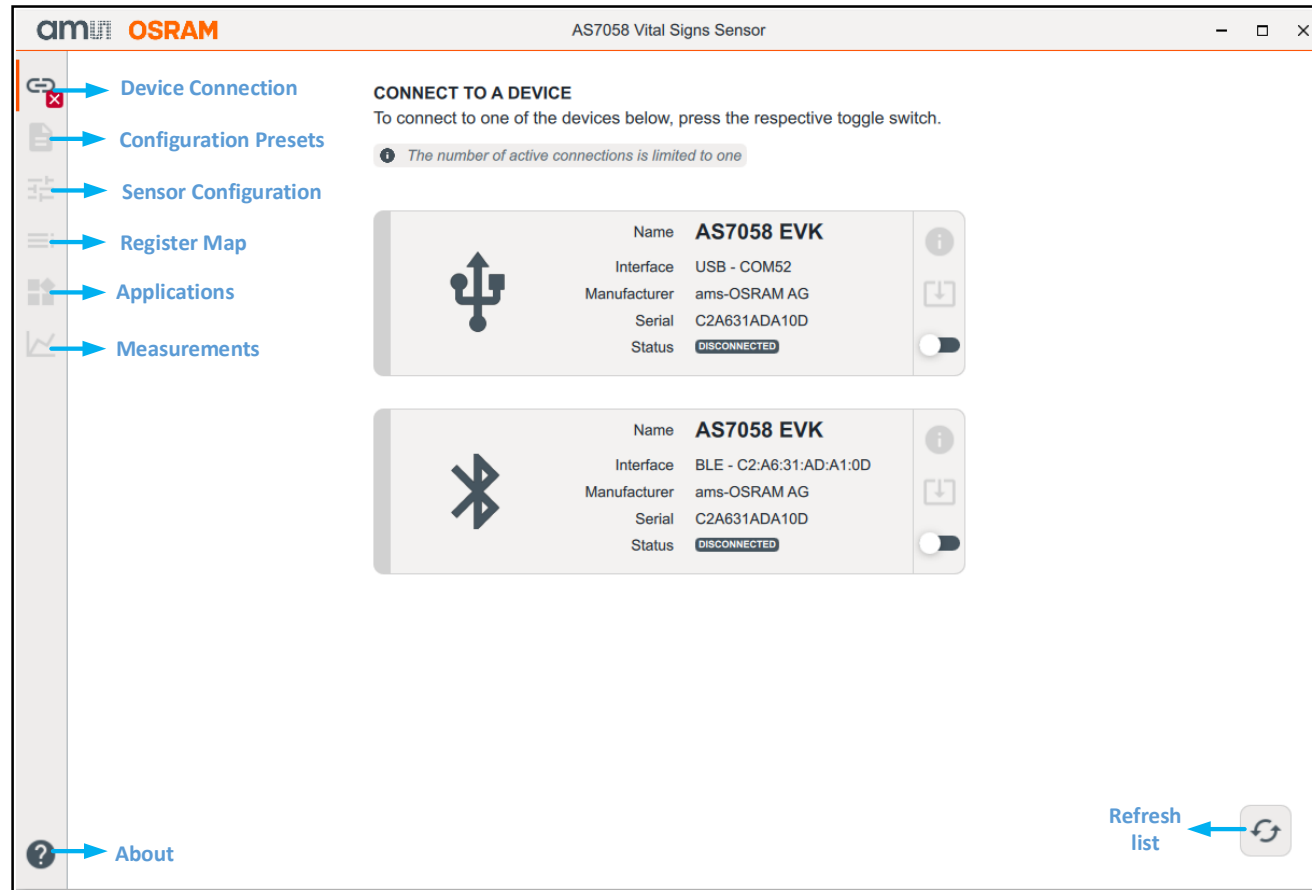 amu OSRAM
AS7058 Vital Signs Sensor
Device Connection
Configuration Presets
Sensor Configuration
Register Map
Applications
Measurements
About
CONNECT TO A DEVICE
To connect to one of the devices below, press the respective toggle switch.
The number of active connections is limited to one
Name AS7058 EVK
Interface USB - COM52
Manufacturer ams-OSRAM AG
Serial C2A631ADA10D
Status DISCONNECTED
Name AS7058 EVK
Interface BLE - C2:A6:31:AD:A1:0D
Manufacturer ams-OSRAM AG
Serial C2A631ADA10D
Status DISCONNECTED
Refresh
list